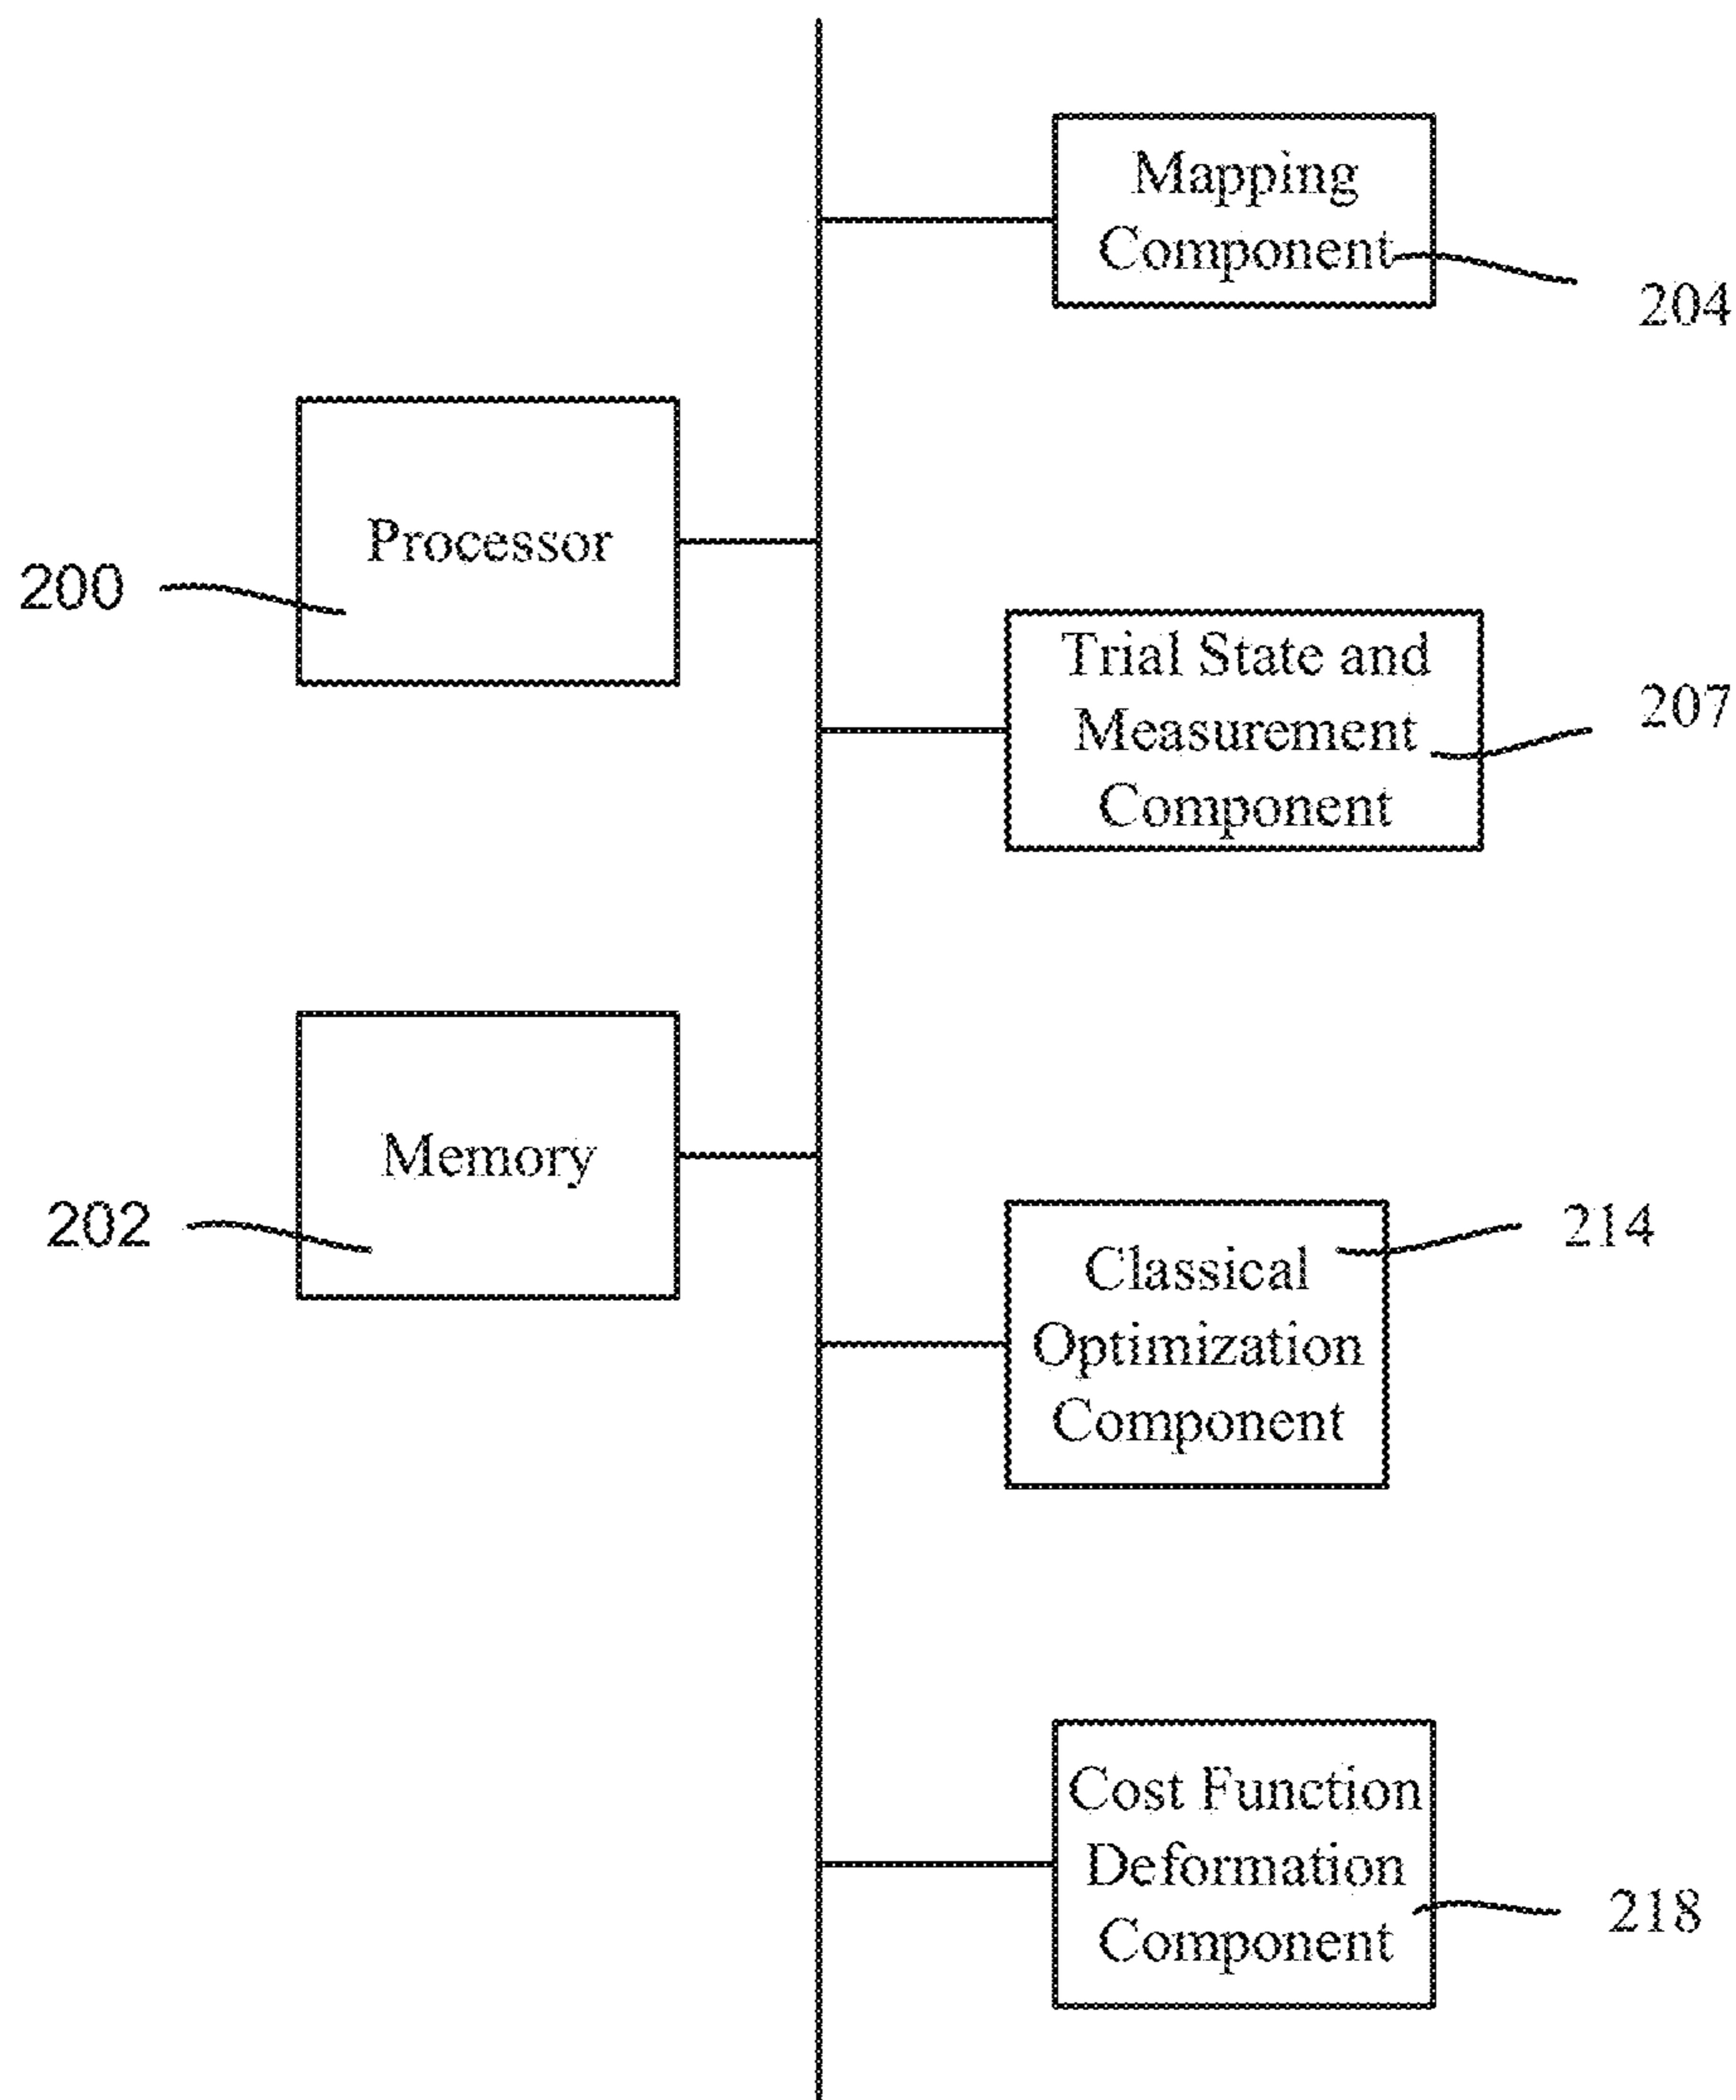 Mapping
Component
204
Processor
200
Trial State and
Measurement
Component
207
Memory
202
Classical
Optimization
Component
214
Cost Function
Deformation
Component
218